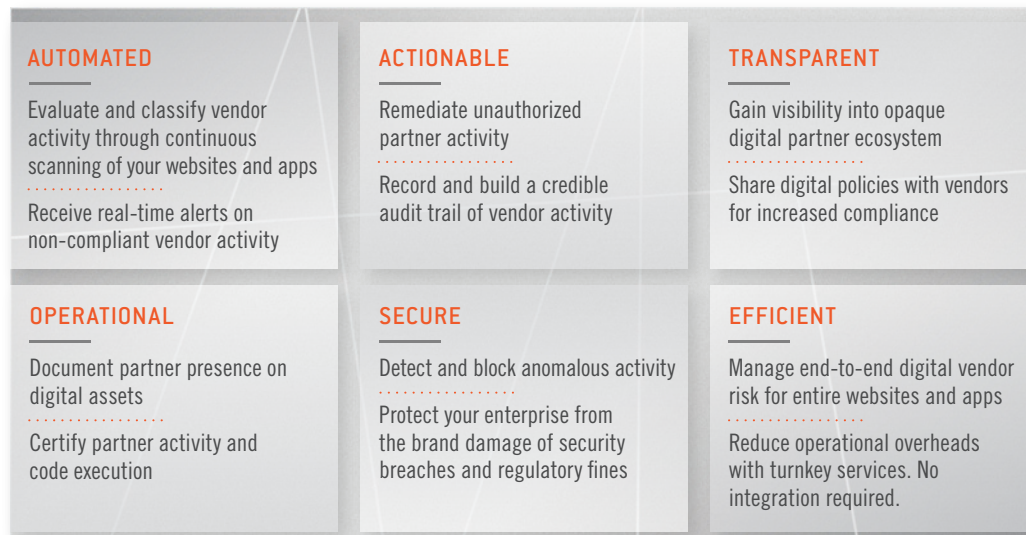 AUTOMATED
Evaluate and classify vendor
activity through continuous
scanning of your websites and apps
Receive real-time alerts on
non-compliant vendor activity
ACTIONABLE
Remediate unauthorized
partner activity
Record and build a credible
audit trail of vendor activity
TRANSPARENT
Gain visibility into opaque
digital partner ecosystem
Share digital policies with vendors
for increased compliance
OPERATIONAL
Document partner presence on
digital assets
Certify partner activity and
code execution
SECURE
Detect and block anomalous activity
Protect your enterprise from
the brand damage of security
breaches and regulatory fines
EFFICIENT
Manage end-to-end digital vendor
risk for entire websites and apps
Reduce operational overheads
with turnkey services. No
integration required.